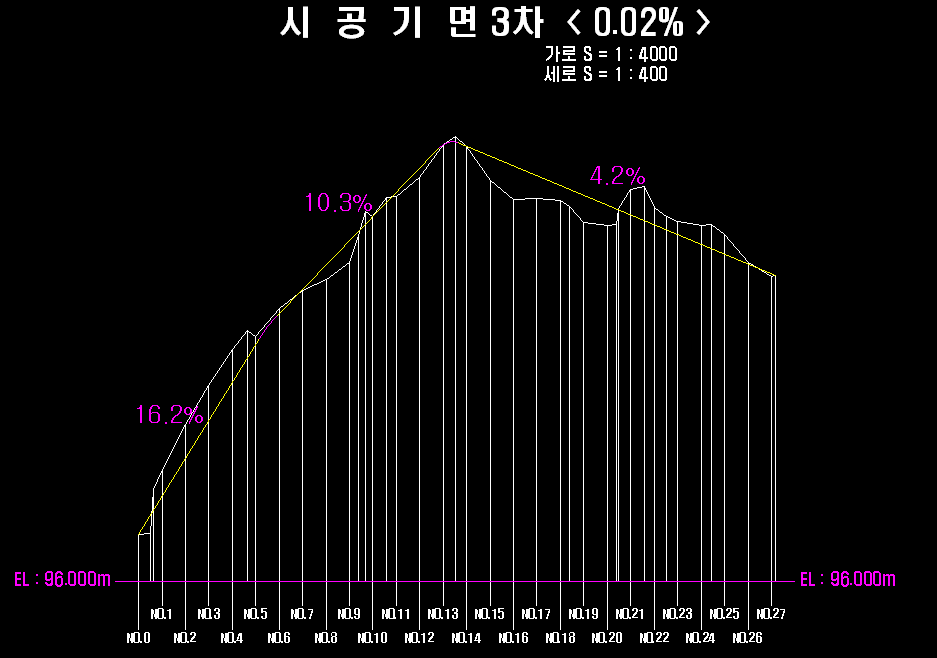 시 공 기 면 3차 < 0.02% >
가로 S = 1 : 4000
세로 S = 1 : 400
4.2%
10.3%
16.2%
EL : 96.000m
EL : 96.000m
NO.1 NO.3 NO.5 NO.7 NO.9 NO.11 NO.13 NO.15 NO.17 NO.19 NO.21 NO.23 NO.25 NO.27
NO.0 NO.2 NO.4 NO.6 NO.8 NO.10 NO.12 NO.14 NO.16 NO.18 NO.20 NO.22 NO.24 NO.26